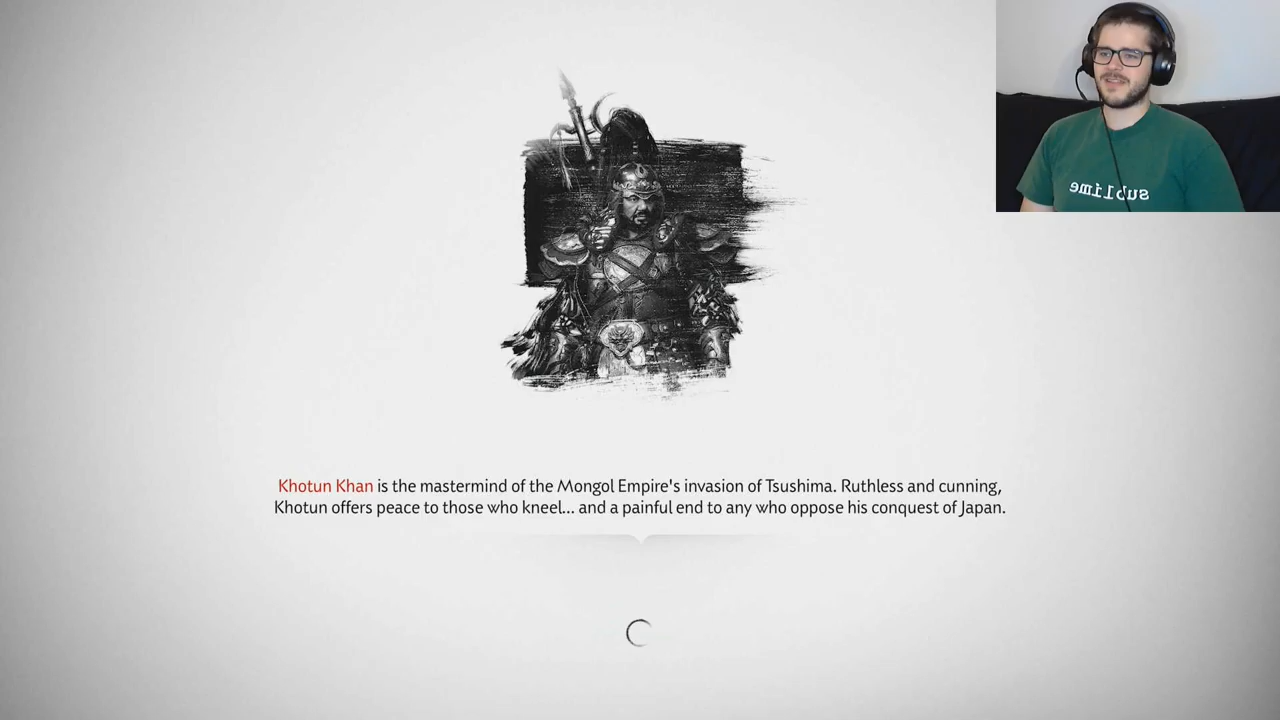 sublime
Khotun Khan is the mastermind of the Mongol Empire's invasion of Tsushima. Ruthless and cunning,
Khotun offers peace to those who kneel... and a painful end to any who oppose his conquest of Japan.